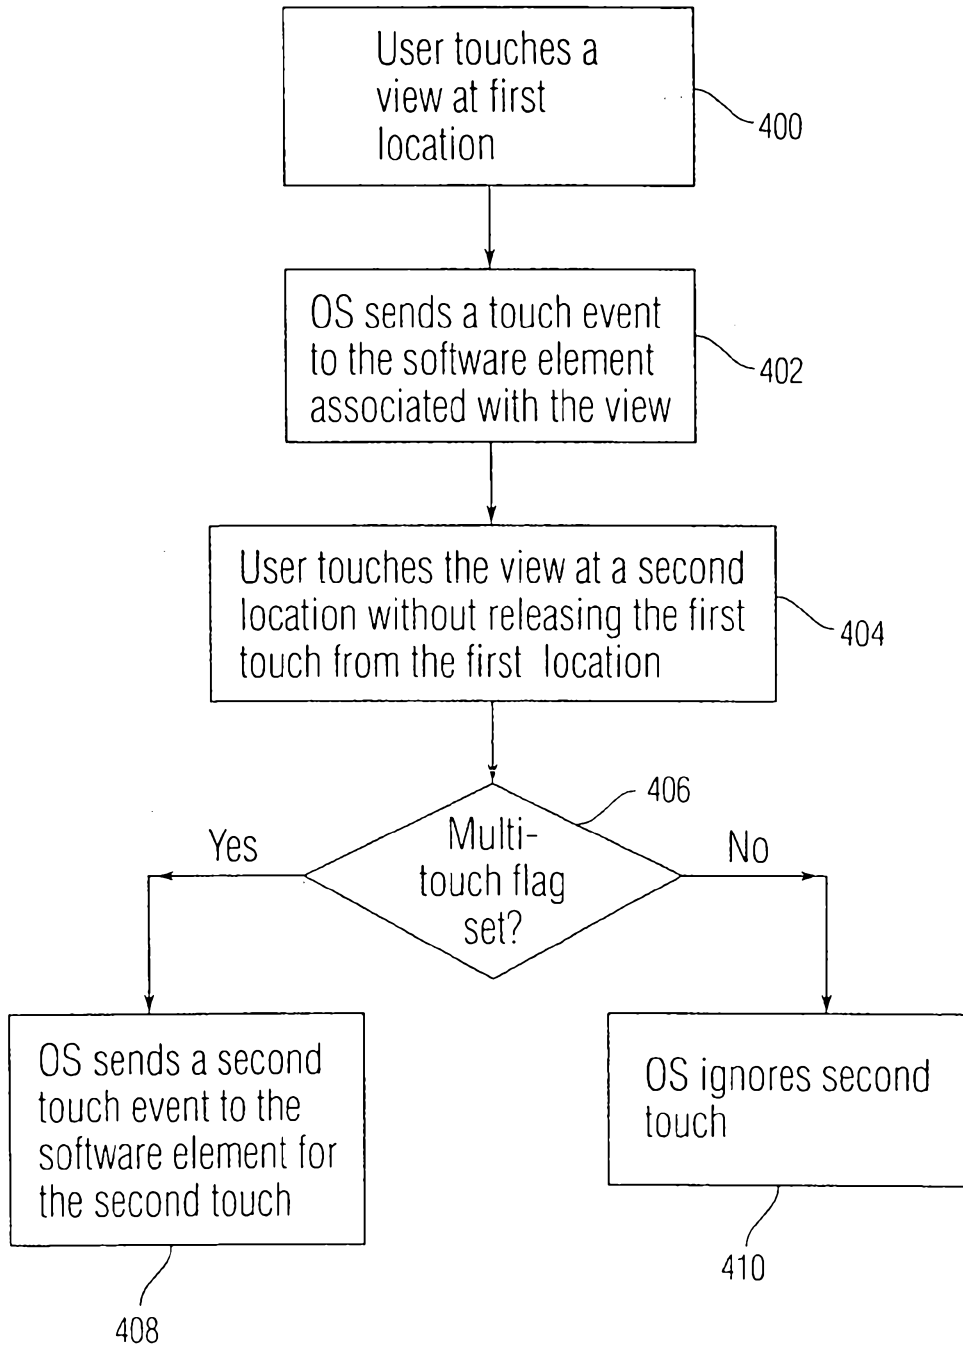 User touches a
view at first
location
400
OS sends a touch event
to the software element
associated with the view
402
User touches the view at a second
location without releasing the first
touch from the first location
404
406
Multi-
touch flag
set?
Yes
No
OS sends a second
touch event to the
software element for
the second touch
408
OS ignores second
touch
410